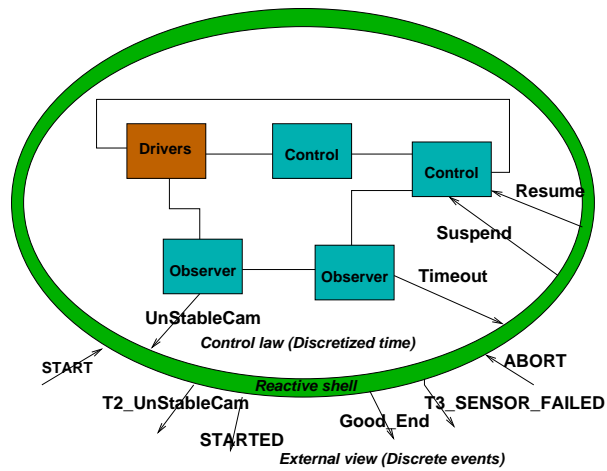 Drivers
Control
Control
Resume
Suspend
Observer
Observer
Timeout
UnStableCam
Control law (Discretized time)
START
ABORT
Reactive shell
T2_UnStableCam
T3_SENSOR_FAILED
Good_End
STARTED
External view (Discrete events)